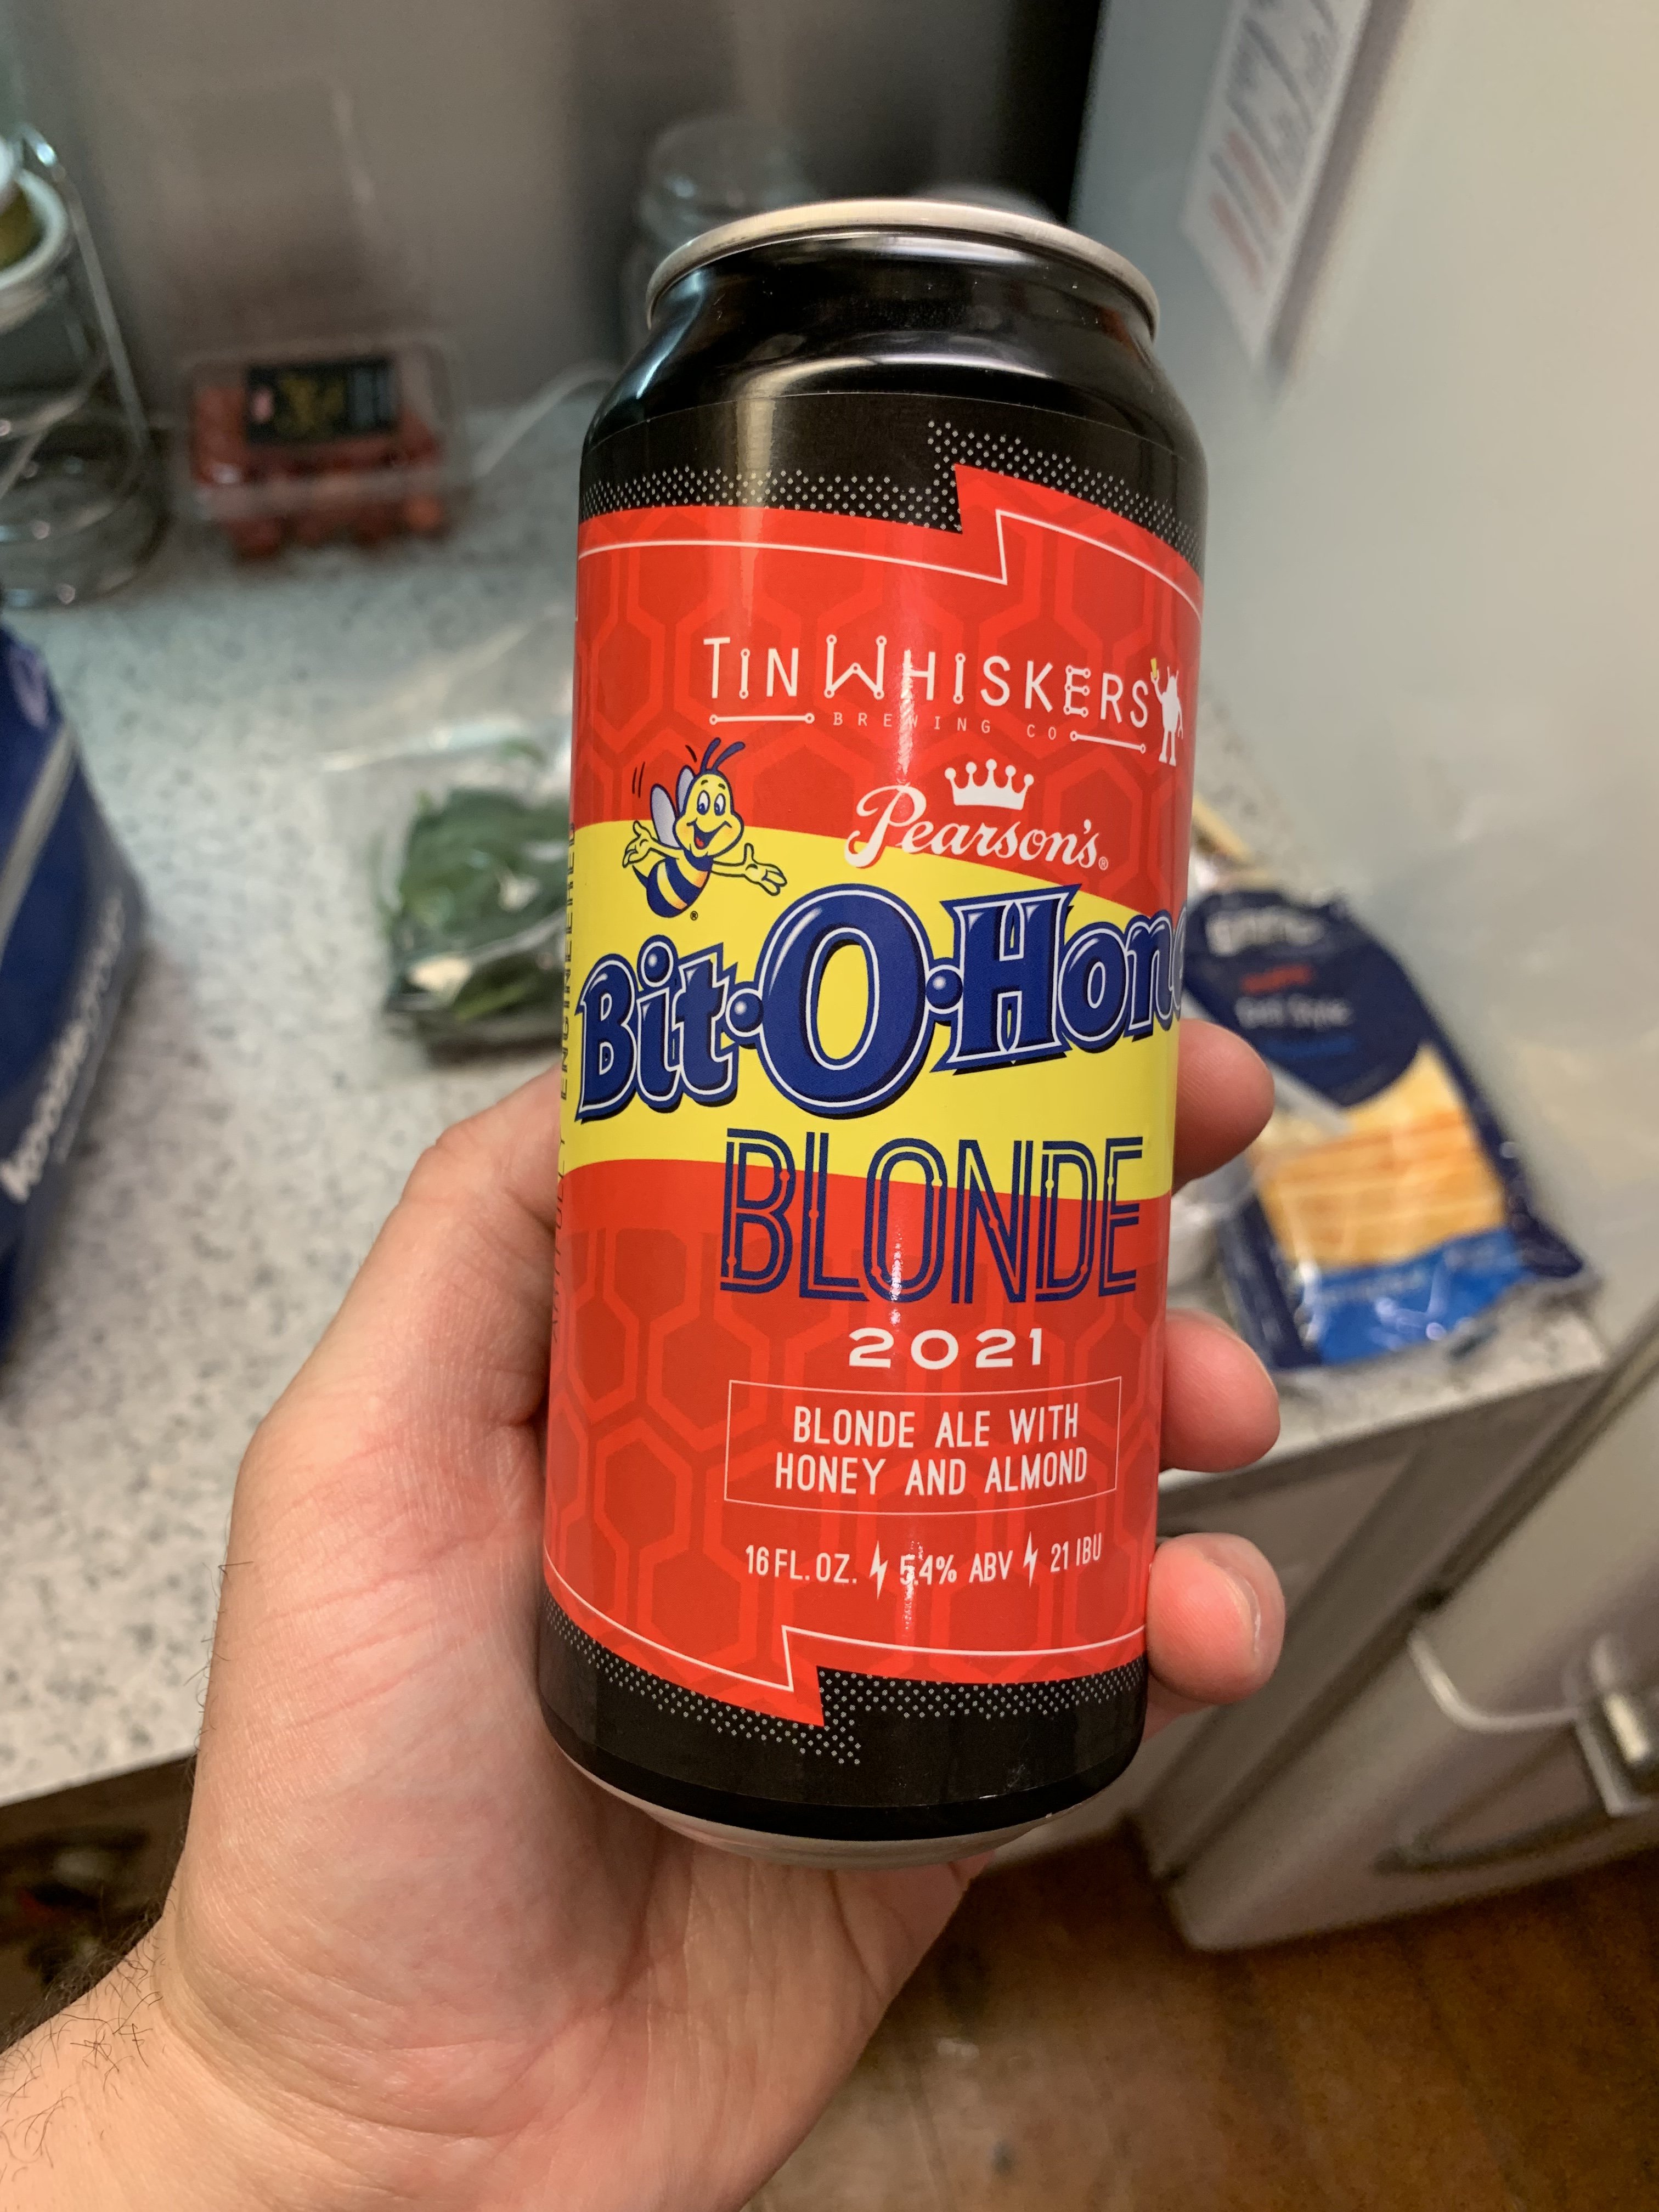 TIN WHISKERS
BREWING CO
Pearson's®
Bit·O·Hone
BLONDE
2021
BLONDE ALE WITH
HONEY AND ALMOND
16 FL. OZ. 5.4% ABV 21 IBU